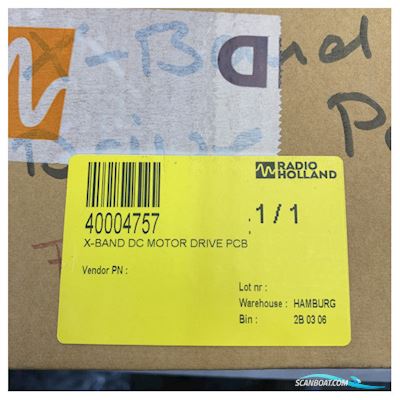 X-Band
D
RADIO
HOLLAND
40004757
1 / 1
X-BAND DC MOTOR DRIVE PCB
Vendor PN :
Lot nr :
Warehouse : HAMBURG
Bin : 2B 03 06
SCANBOAT.COM